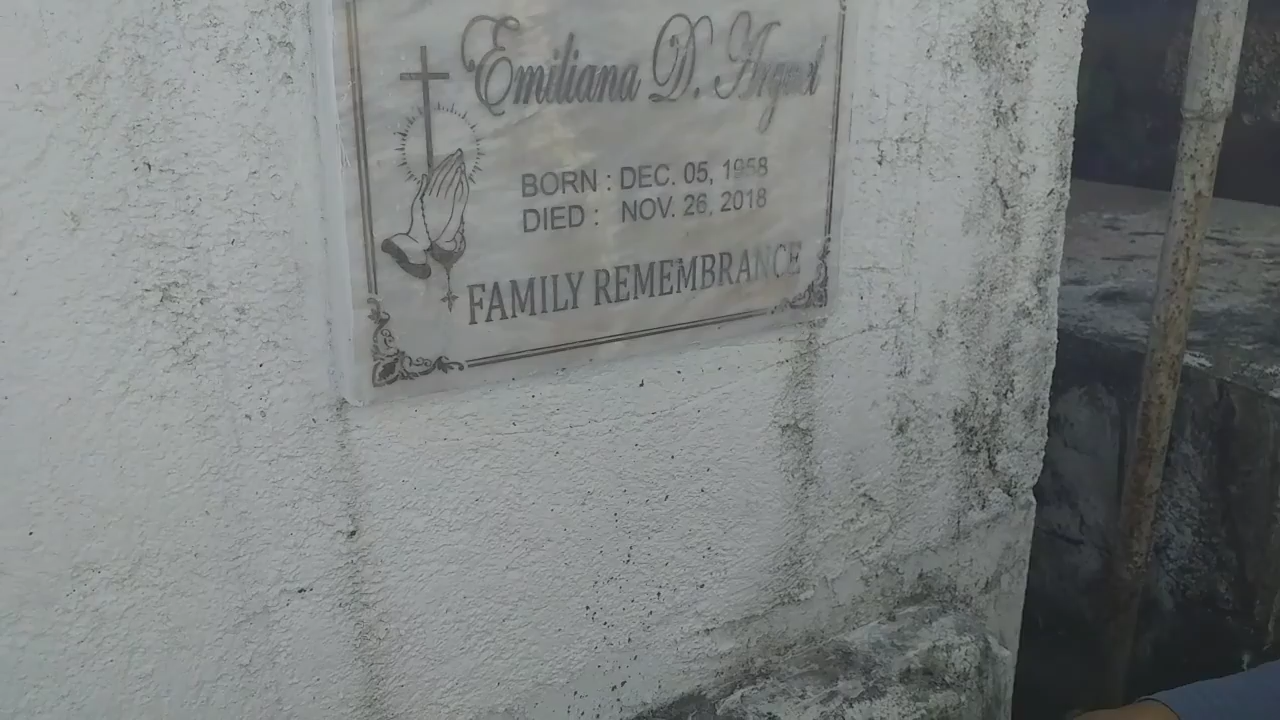 Emiliana D.
BORN : DEC. 05, 1958
DIED : NOV. 26, 2018
FAMILY REMEMBRANCE